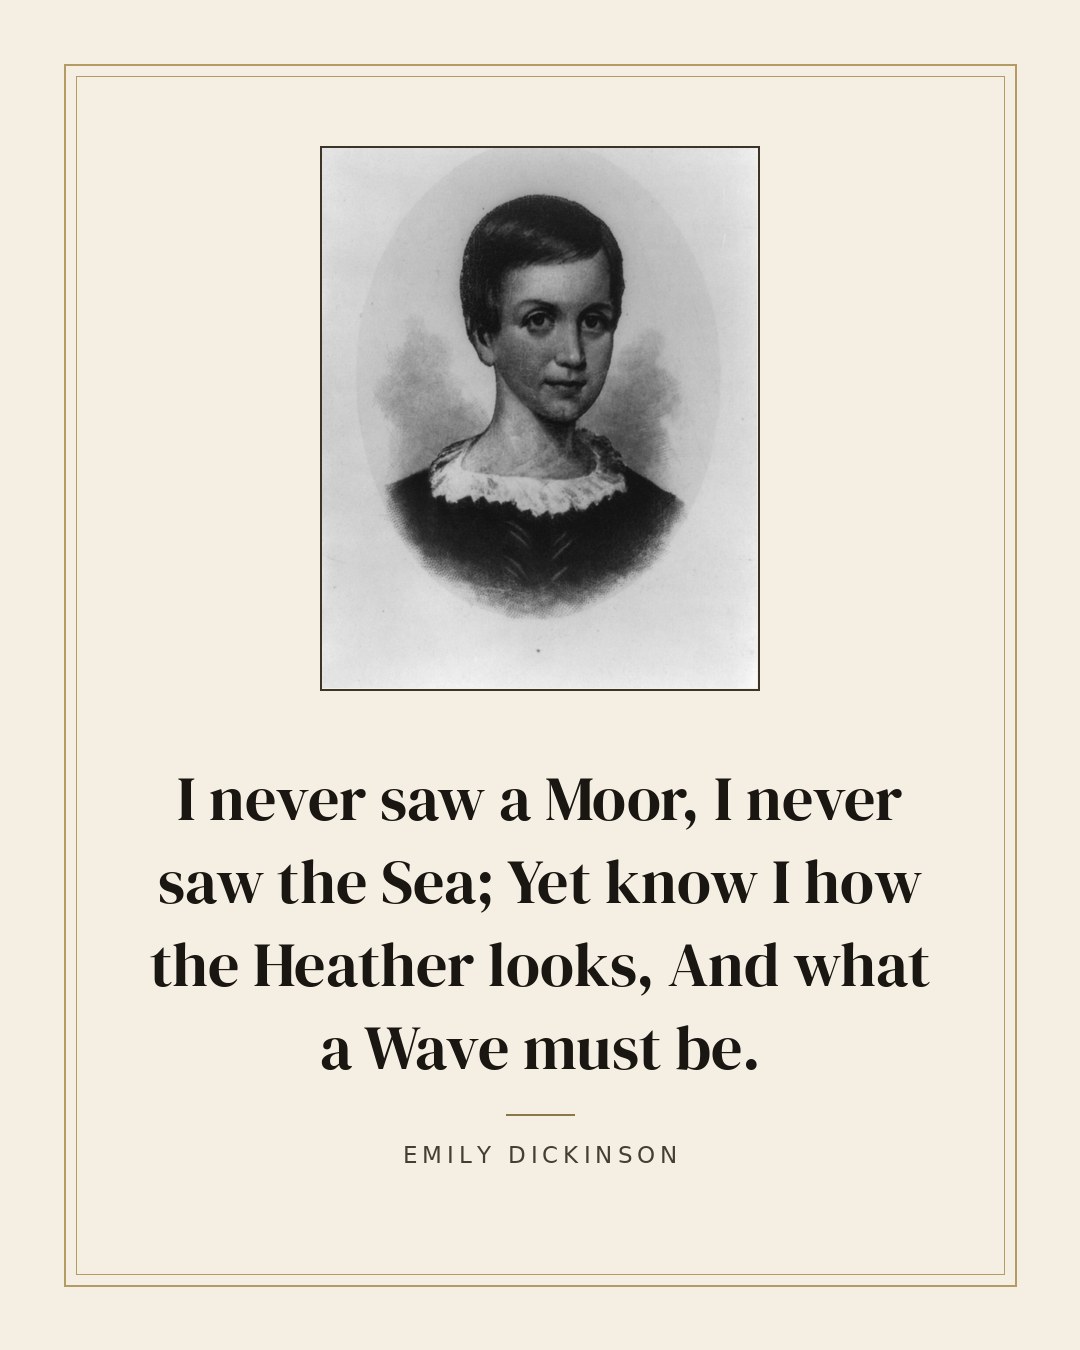 I never saw a Moor, I never
saw the Sea; Yet know I how
the Heather looks, And what
a Wave must be.
EMILY DICKINSON